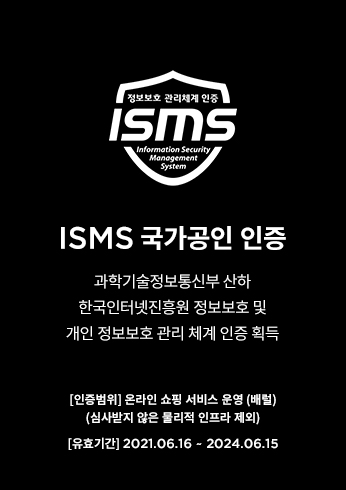 정보보호 관리체계 인증
ISMS
Information Security
Management
System
ISMS 국가공인 인증
과학기술정보통신부 산하
한국인터넷진흥원 정보보호 및
개인 정보보호 관리 체계 인증 획득
[인증범위] 온라인 쇼핑 서비스 운영 (배럴)
(심사받지 않은 물리적 인프라 제외)
[유효기간] 2021.06.16 ~ 2024.06.15